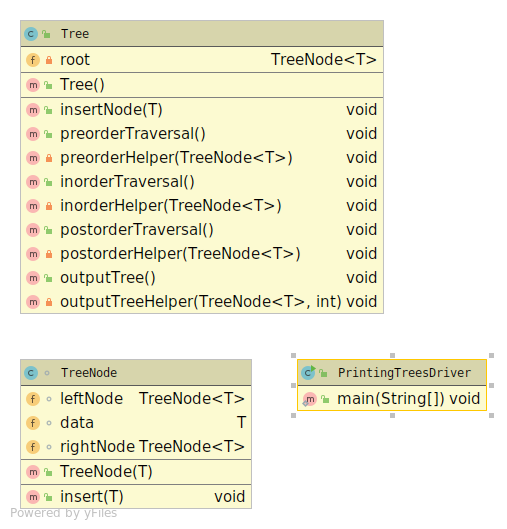 Tree
root TreeNode<T>
Tree()
insertNode(T) void
preorderTraversal() void
preorderHelper(TreeNode<T>) void
inorderTraversal() void
inorderHelper(TreeNode<T>) void
postorderTraversal() void
postorderHelper(TreeNode<T>) void
outputTree() void
outputTreeHelper(TreeNode<T>, int) void
TreeNode
leftNode TreeNode<T>
data T
rightNode TreeNode<T>
TreeNode(T)
insert(T) void
PrintingTreesDriver
main(String[]) void
Powered by yFiles